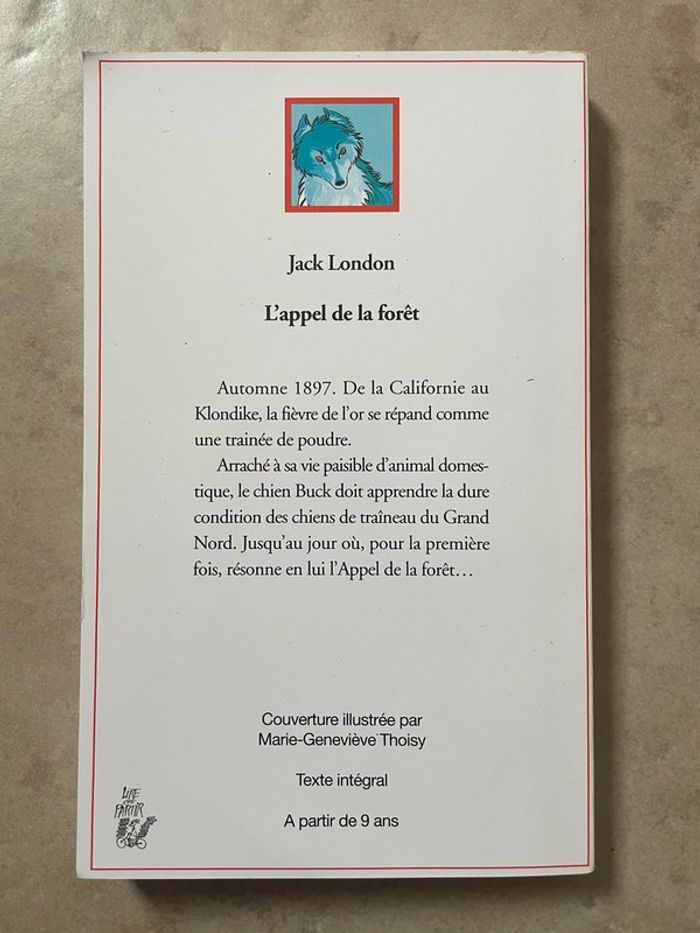 Jack London
L'appel de la forêt
Automne 1897. De la Californie au
Klondike, la fièvre de l'or se répand comme
une trainée de poudre.
Arraché à sa vie paisible d'animal domes-
tique, le chien Buck doit apprendre la dure
condition des chiens de traîneau du Grand
Nord. Jusqu'au jour où, pour la première
fois, résonne en lui l'Appel de la forêt…
Couverture illustrée par
Marie-Geneviève Thoisy
Texte intégral
A partir de 9 ans
LIRE
C'EST
PARTIR